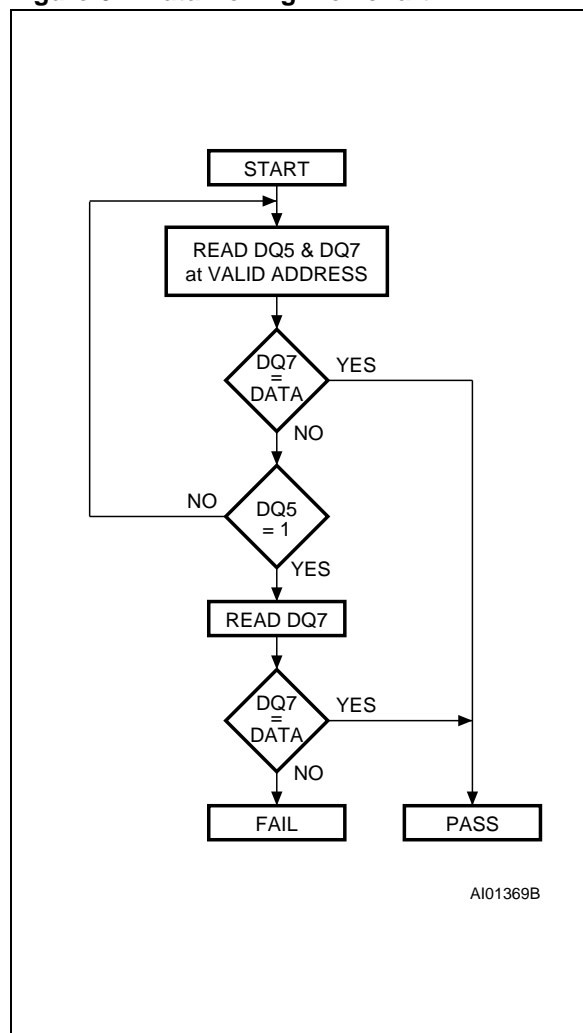 START
READ DQ5 & DQ7
at VALID ADDRESS
DQ7
=
DATA
YES
NO
NO
DQ5
= 1
YES
READ DQ7
DQ7
=
DATA
YES
NO
FAIL
PASS
AI01369B